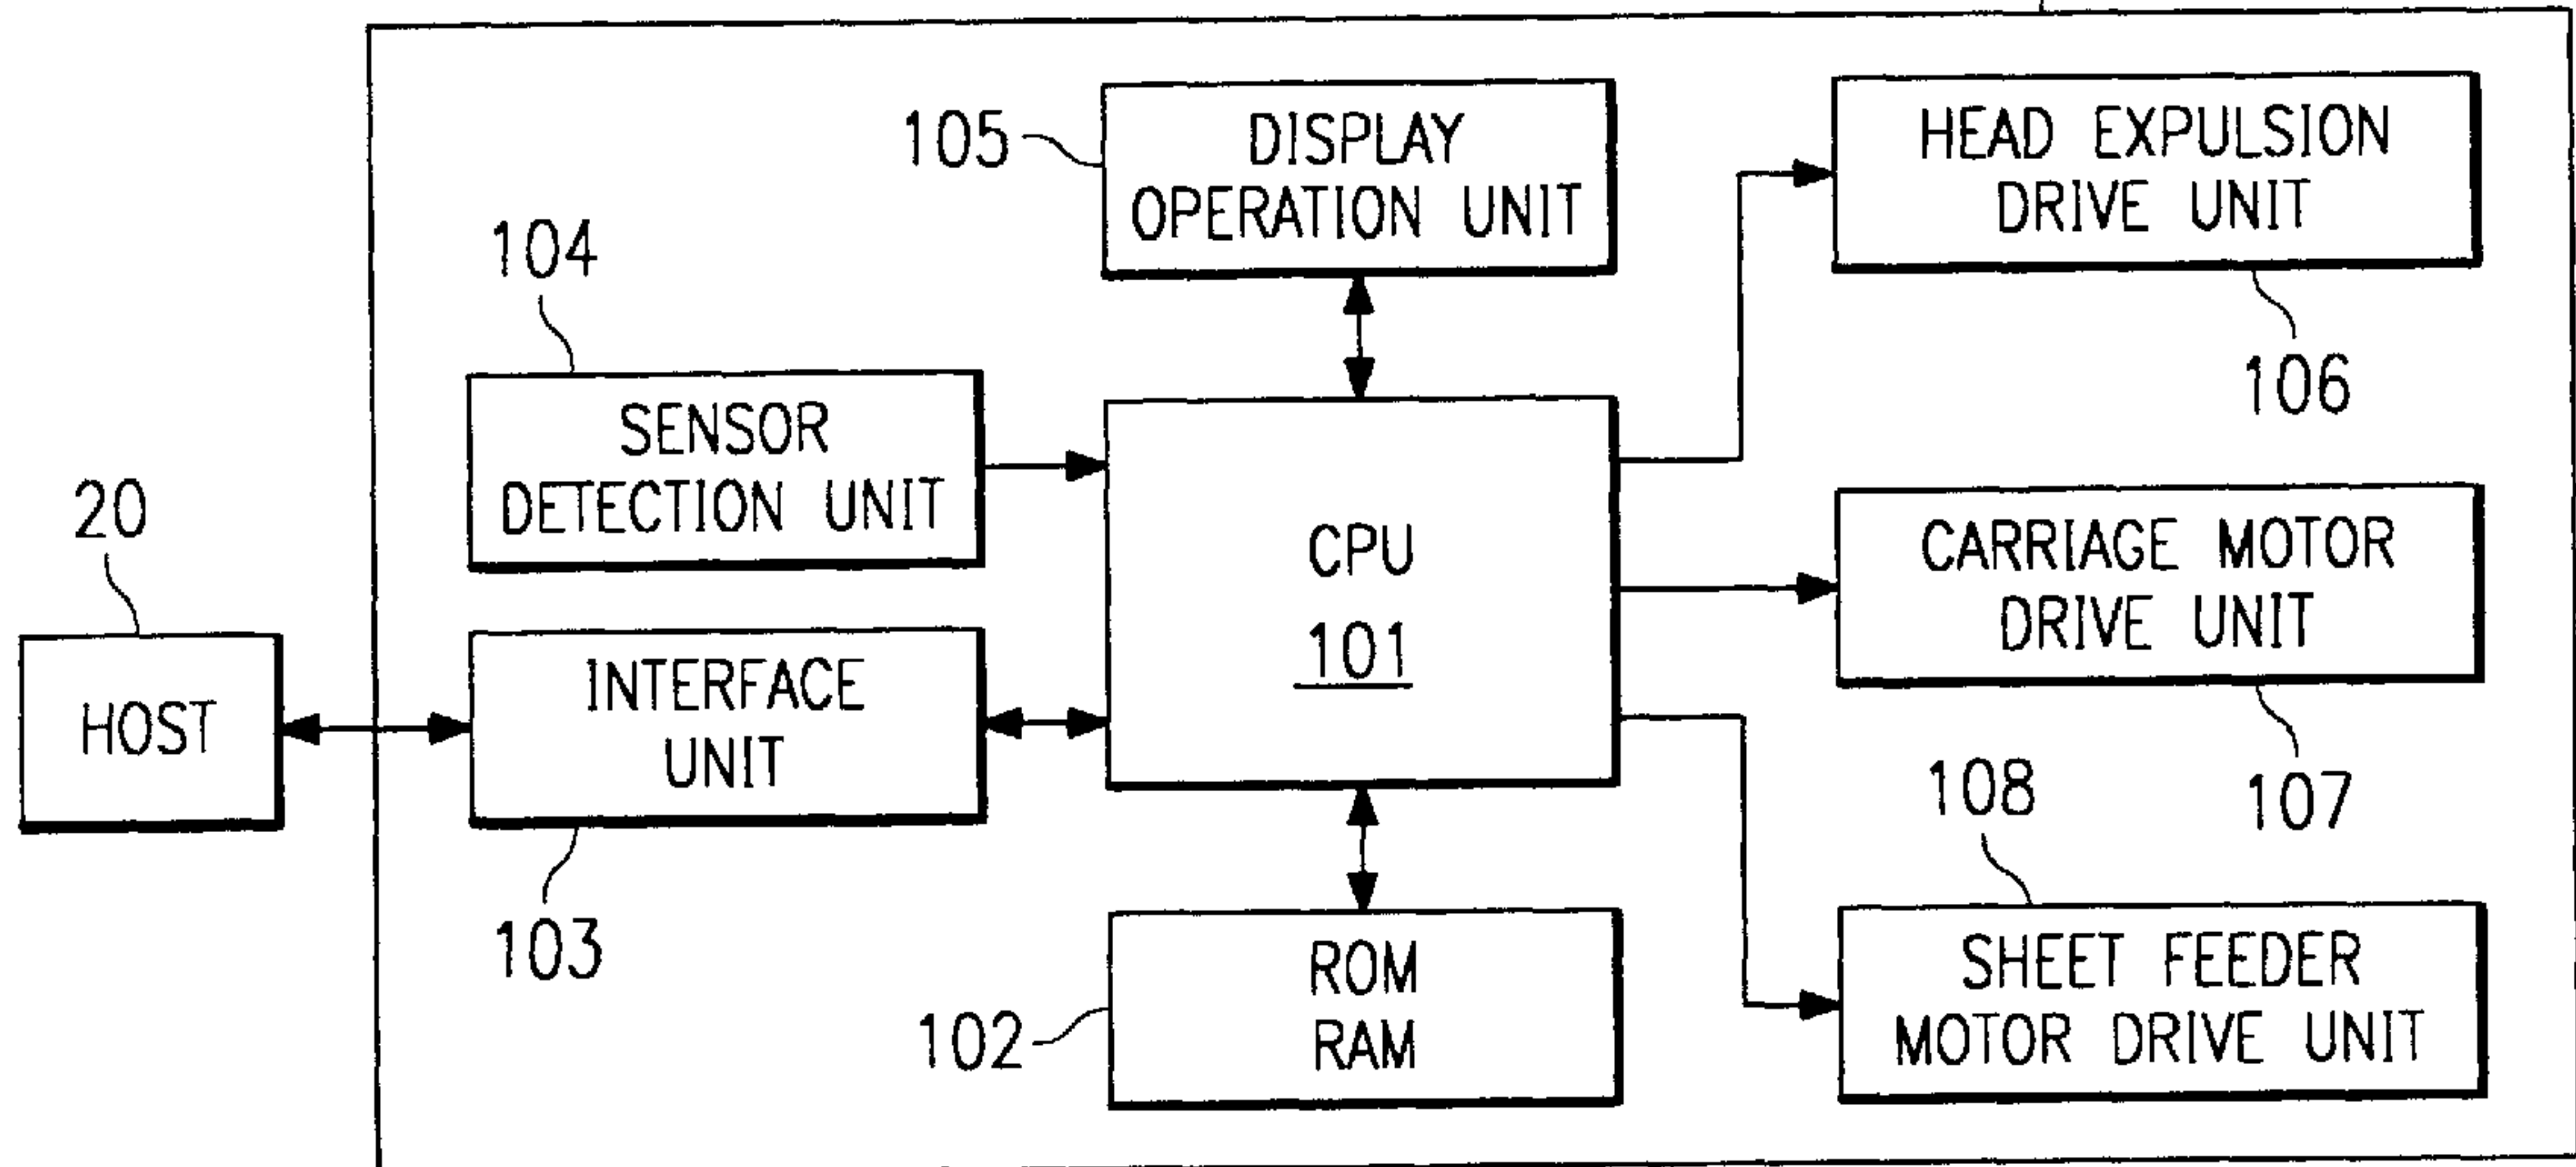 105
DISPLAY
OPERATION UNIT
HEAD EXPULSION
DRIVE UNIT
106
104
SENSOR
DETECTION UNIT
20
HOST
INTERFACE
UNIT
103
CPU
101
CARRIAGE MOTOR
DRIVE UNIT
107
108
SHEET FEEDER
MOTOR DRIVE UNIT
102
ROM
RAM